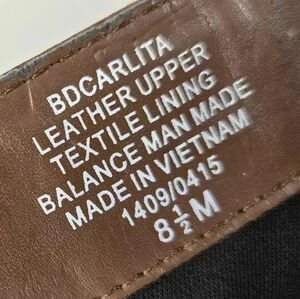 BDCARLITA
LEATHER UPPER
TEXTILE LINING
BALANCE MAN MADE
MADE IN VIETNAM
1409/0415
8 1/2 M